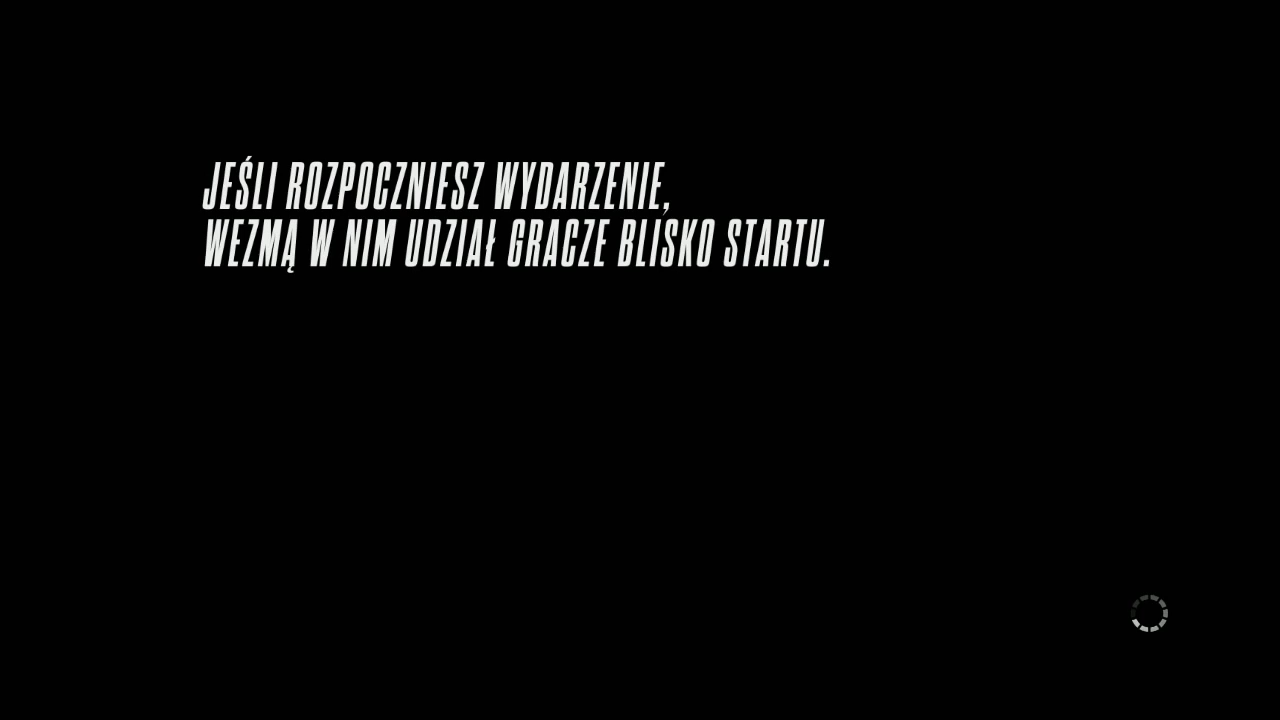 JEŚLI ROZPOCZNIESZ WYDARZENIE,
WEZMĄ W NIM UDZIAŁ GRACZE BLISKO STARTU.